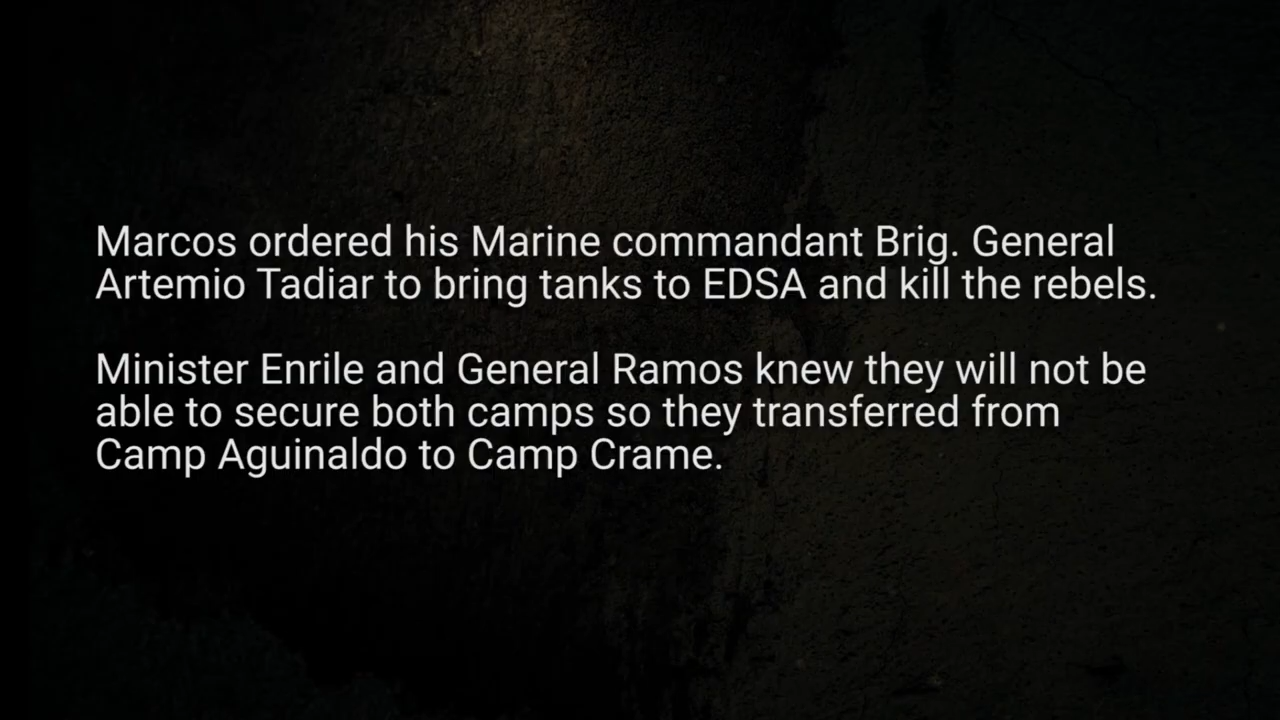 Marcos ordered his Marine commandant Brig. General
Artemio Tadiar to bring tanks to EDSA and kill the rebels.
Minister Enrile and General Ramos knew they will not be
able to secure both camps so they transferred from
Camp Aguinaldo to Camp Crame.